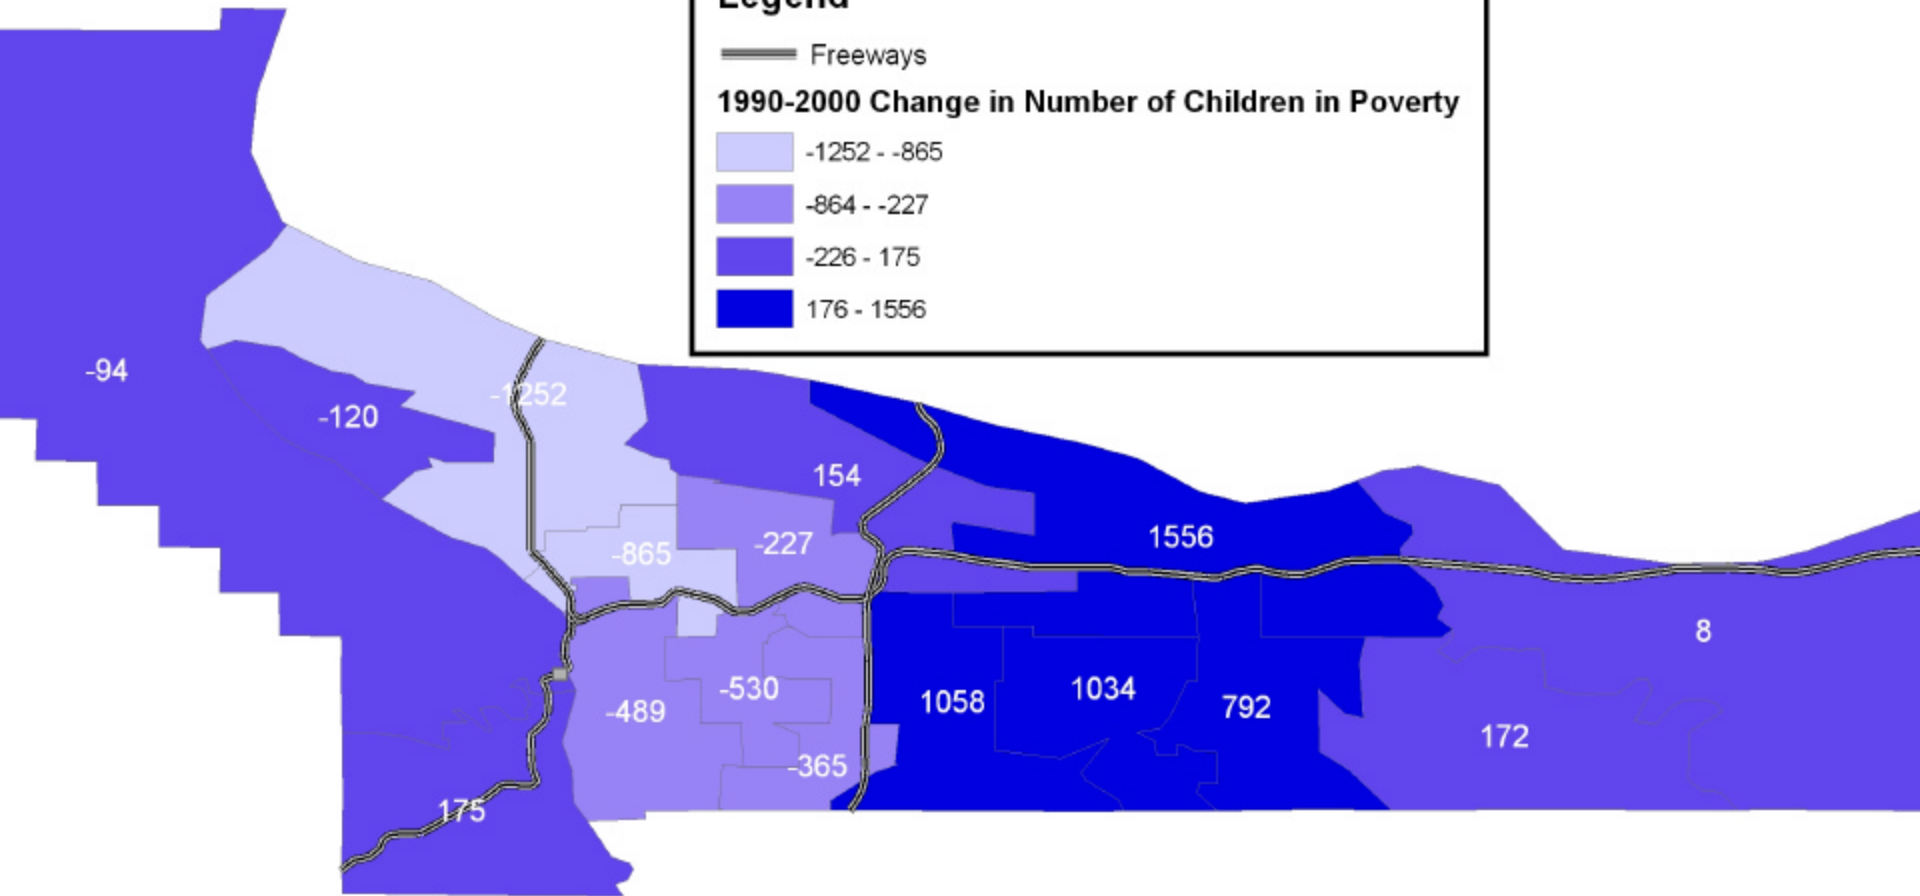 Legend
Freeways
1990-2000 Change in Number of Children in Poverty
-1252 - -865
-864 - -227
-226 - 175
176 - 1556
-94
-120
-1252
154
-227
-865
1556
8
-489
-530
-365
1058
1034
792
172
175